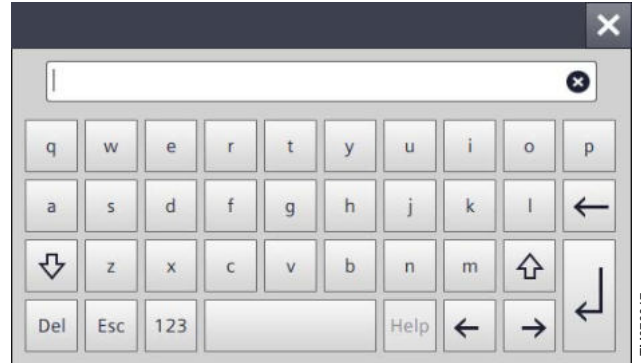 q w e r t y u i o p
a s d f g h j k l
z x c v b n m
Del Esc 123 Help